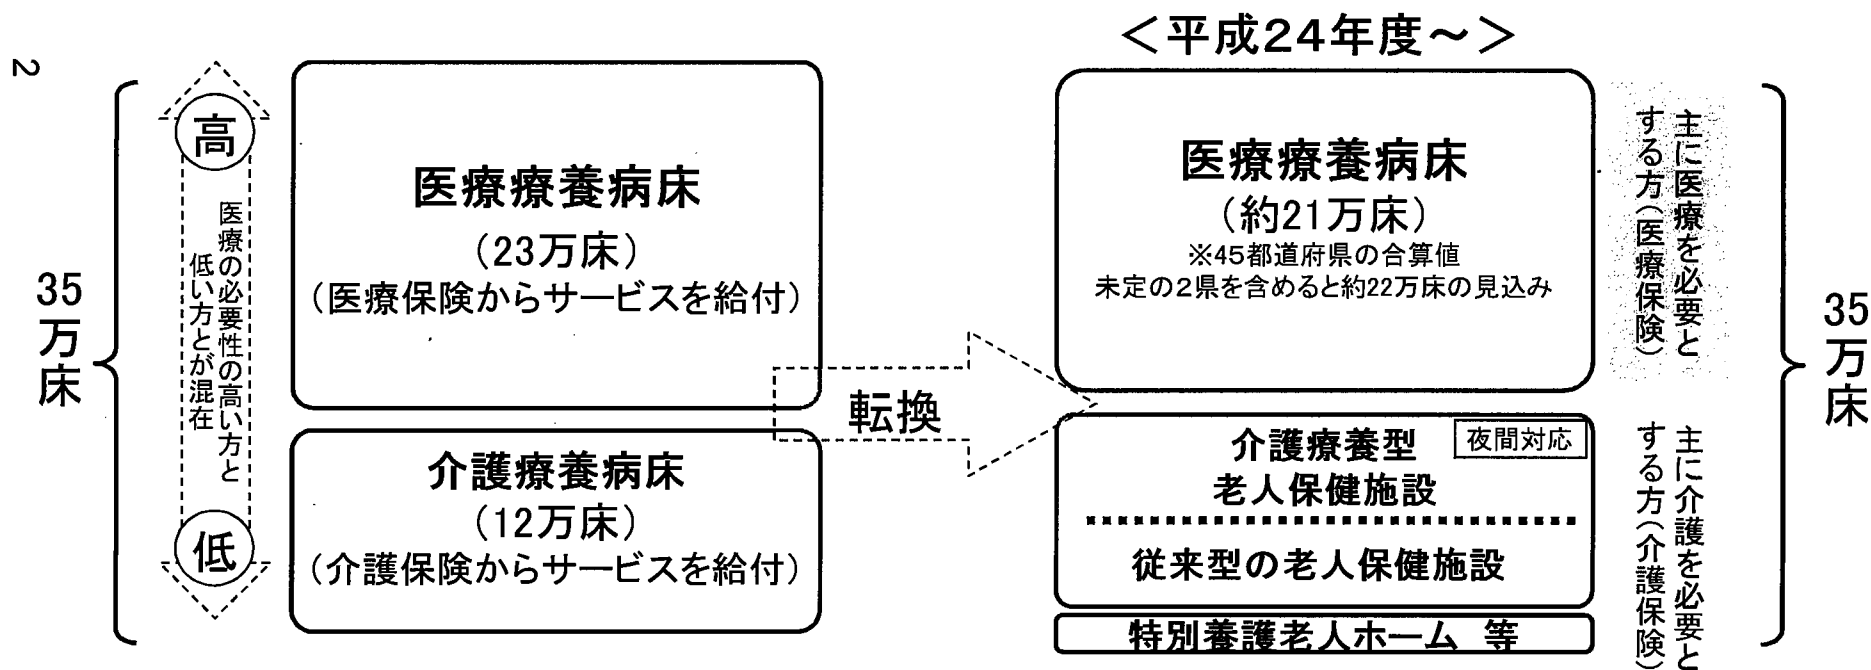 2
＜平成24年度～＞
35
万
床
高
医療の必要性の高い方と
低い方とが混在
低
医療療養病床
（23万床）
（医療保険からサービスを給付）
介護療養病床
（12万床）
（介護保険からサービスを給付）
転換
医療療養病床
（約21万床）
※45都道府県の合算値
未定の２県を含めると約22万床の見込み
介護療養型
老人保健施設
夜間対応
従来型の老人保健施設
特別養護老人ホーム 等
主に医療を必要と
する方（医療保険）
主に介護を必要と
する方（介護保険）
35
万
床